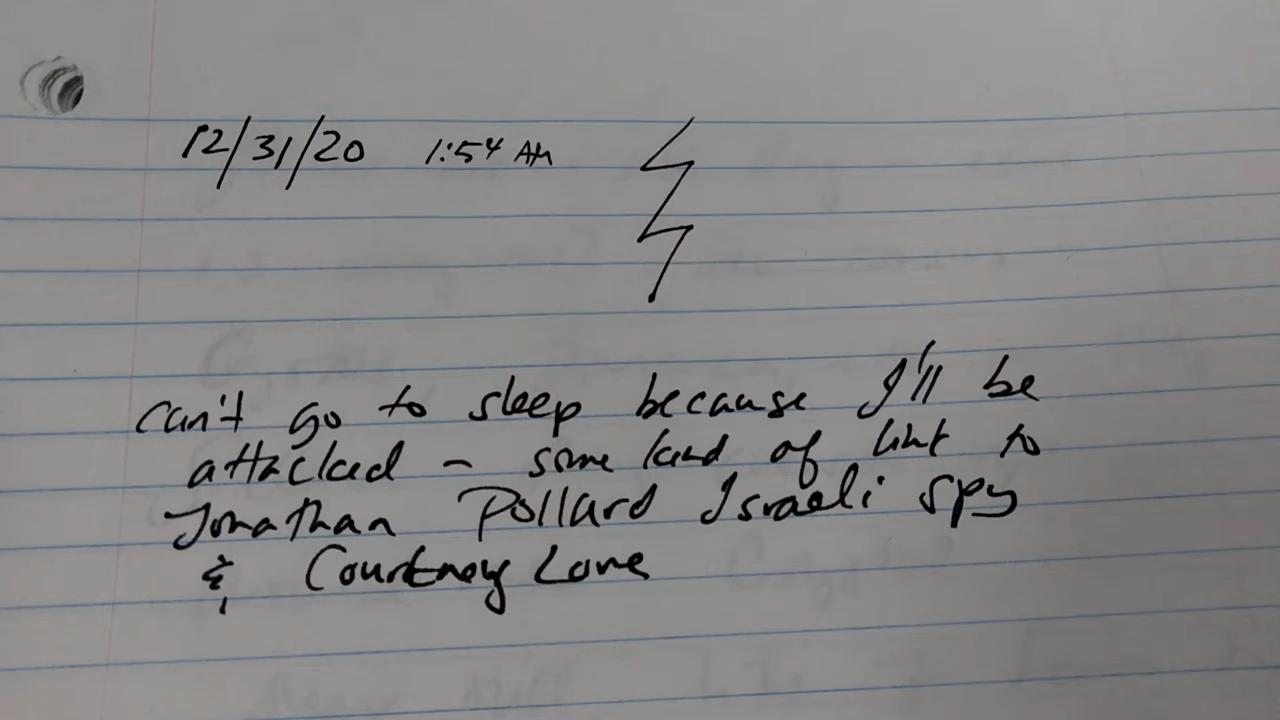 12/31/20 1:54 AM
can't go to sleep because I'll be
attacked - some kind of link to
Jonathan Pollard Israeli spy
& Courtney Love